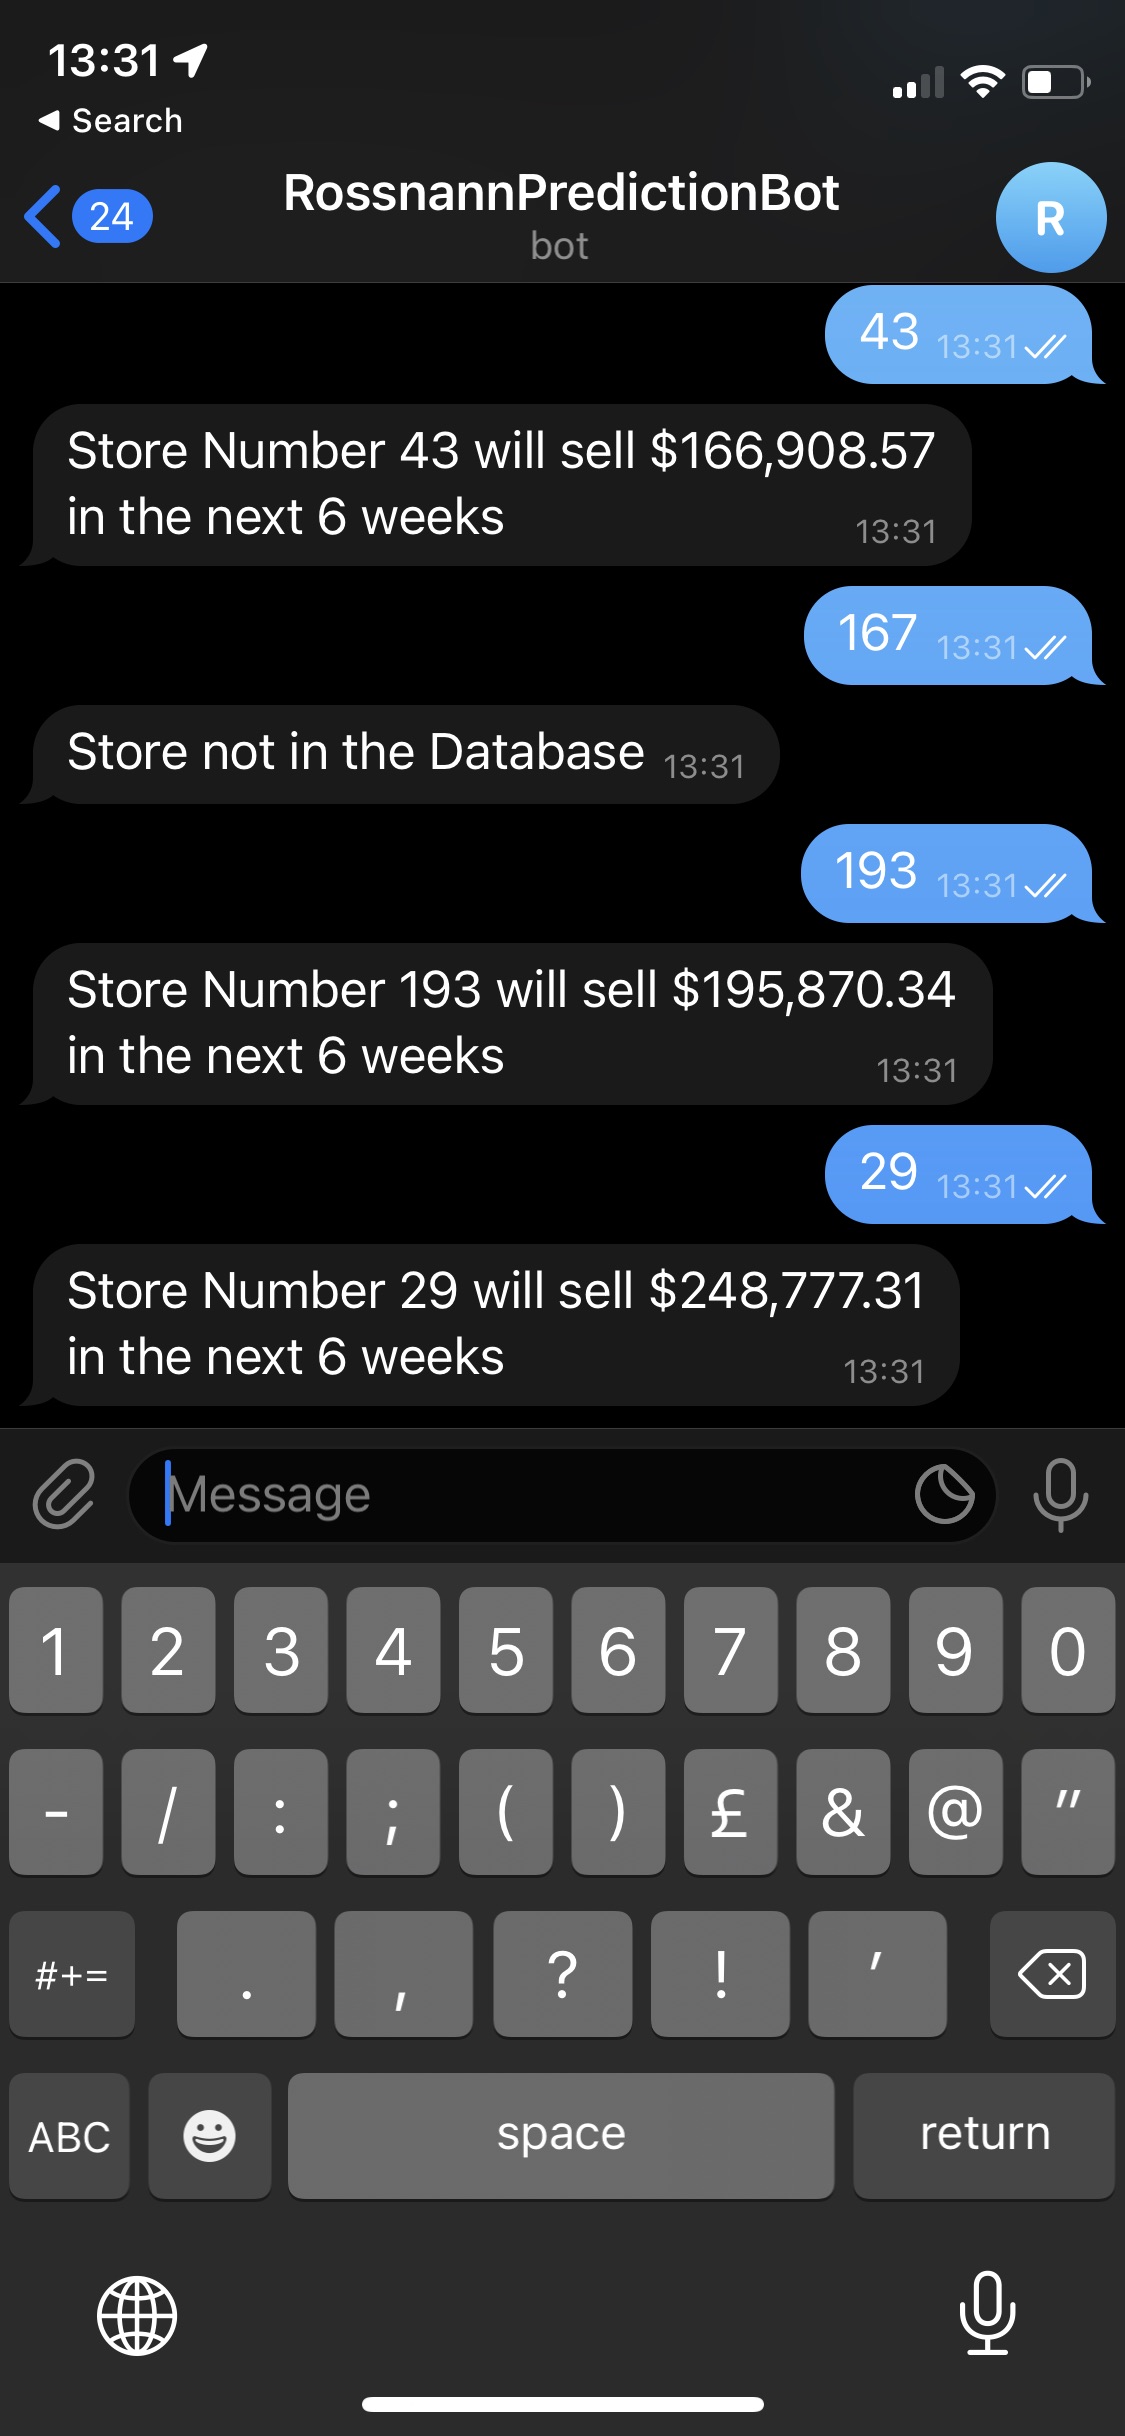 13:31
Search
24
RossnannPredictionBot
R
bot
43 13:31
Store Number 43 will sell $166,908.57
in the next 6 weeks
13:31
167 13:31
Store not in the Database 13:31
193 13:31
Store Number 193 will sell $195,870.34
in the next 6 weeks
13:31
29 13:31
Store Number 29 will sell $248,777.31
in the next 6 weeks
13:31
Message
1 2 3 4 5 6 7 8 9 0
- / : ; ( ) £ & @ "
#+= . , ? ! '
ABC space return